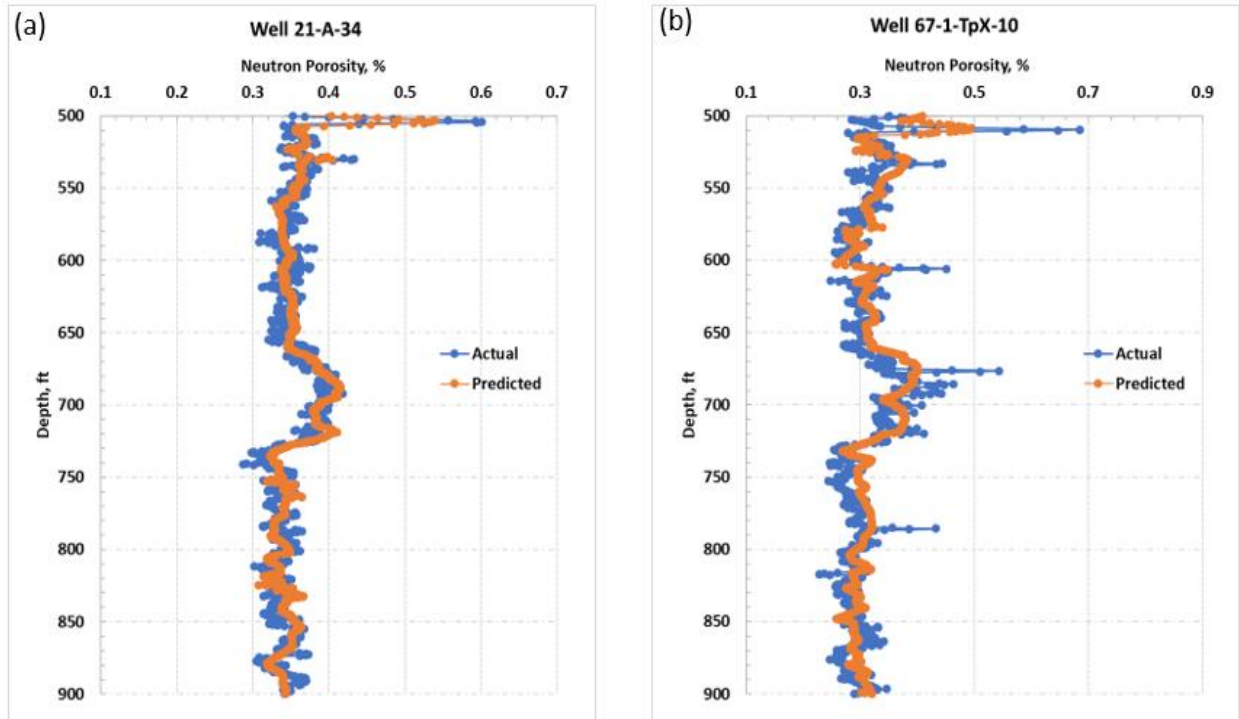 (a)
Well 21-A-34
Neutron Porosity, %
0.1 0.2 0.3 0.4 0.5 0.6 0.7
500
550
600
650
700
750
800
850
900
Depth, ft
Actual
Predicted
(b)
Well 67-1-TpX-10
Neutron Porosity, %
0.1 0.3 0.5 0.7 0.9
500
550
600
650
700
750
800
850
900
Depth, ft
Actual
Predicted